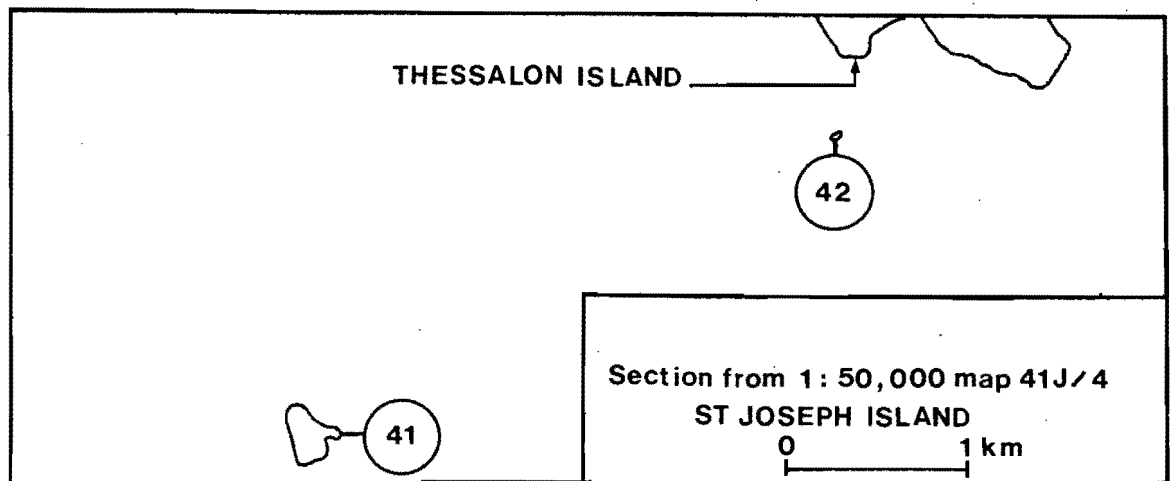 THESSALON ISLAND
42
Section from 1 : 50,000 map 41J/4
ST JOSEPH ISLAND
0 1 km
41